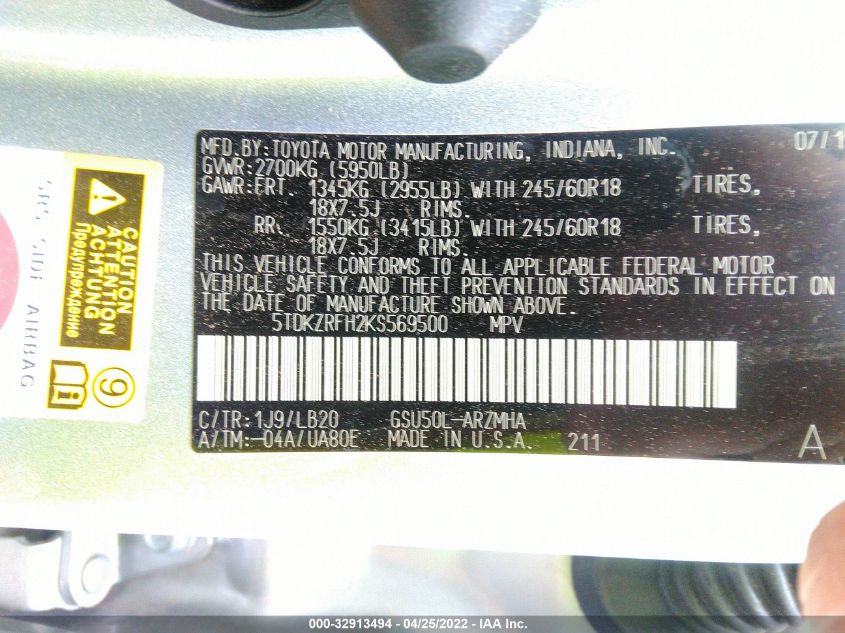 MFD.BY:TOYOTA MOTOR MANUFACTURING, INDIANA, INC. 07/1
GVWR:2700KG (5950LB)
GAWR:FRT. 1345KG (2955LB) WITH 245/60R18 TIRES,
18X7.5J RIMS.
RR. 1550KG (3415LB) WITH 245/60R18 TIRES,
18X7.5J RIMS.
THIS VEHICLE CONFORMS TO ALL APPLICABLE FEDERAL MOTOR
VEHICLE SAFETY AND THEFT PREVENTION STANDARDS IN EFFECT ON
THE DATE OF MANUFACTURE SHOWN ABOVE.
5TDKZRFH2KS569500 MPV
C/TR:1J9/LB20 GSU50L-ARZMHA
A/TM:-04A/UA80E MADE IN U.S.A. 211 A
SRS SIDE AIRBAG
CAUTION
ATTENTION
ACHTUNG
Предупреждение
i
9
000-32913494 - 04/25/2022 - IAA Inc.